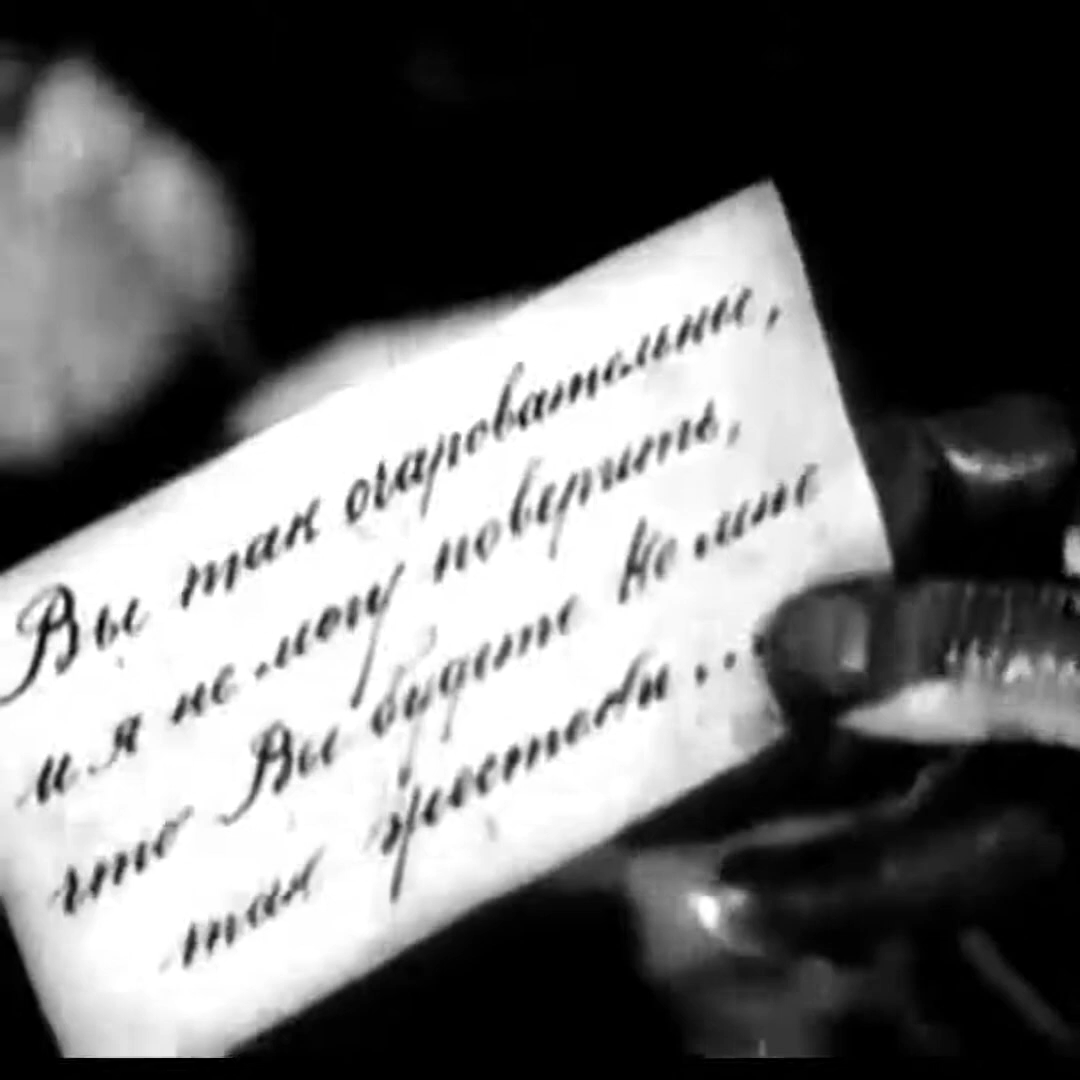 Вы так очаровательны,
и я не могу поверить,
что Вы будете ко мне
так жестоки...